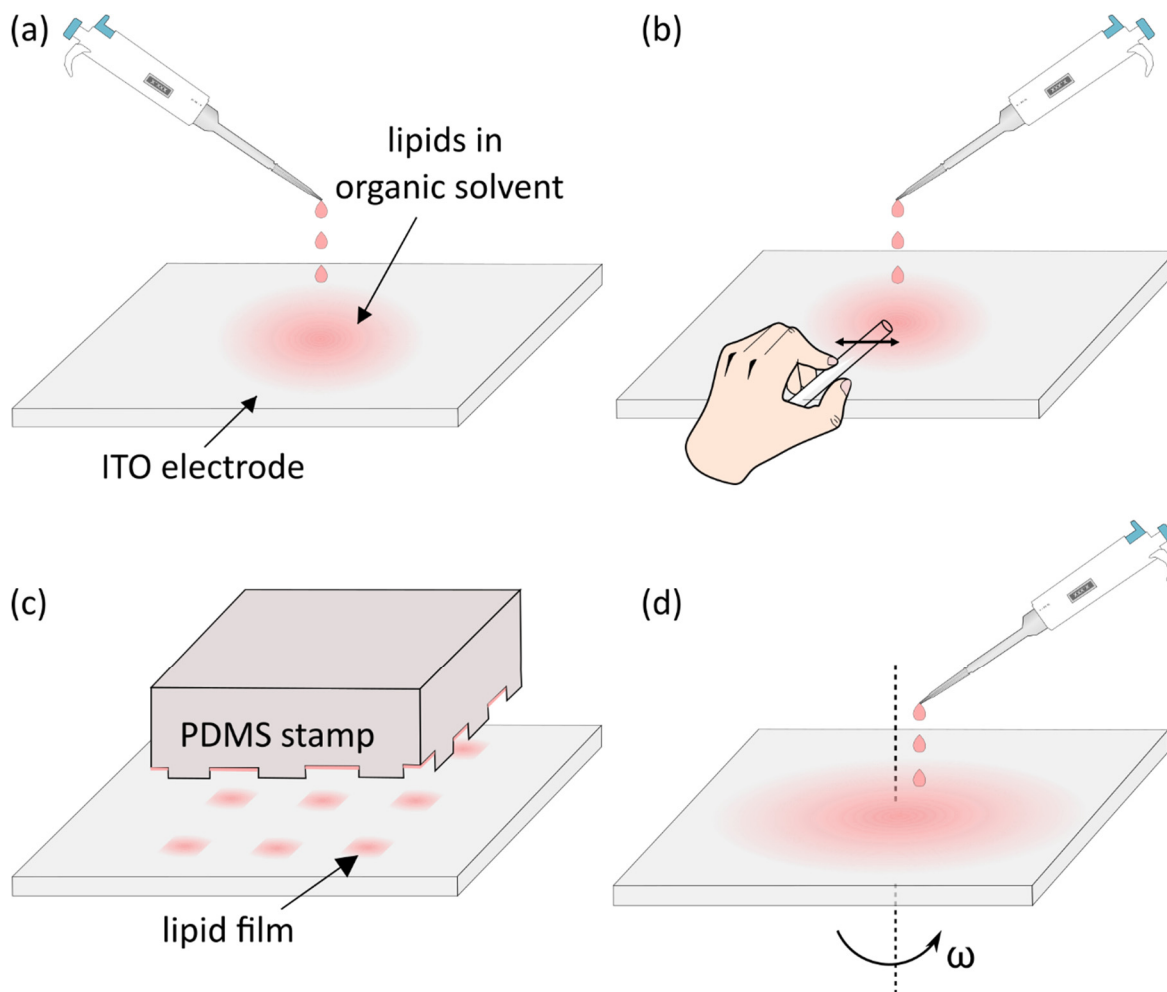 (a)
lipids in
organic solvent
ITO electrode
(b)
(c)
PDMS stamp
lipid film
(d)
ω